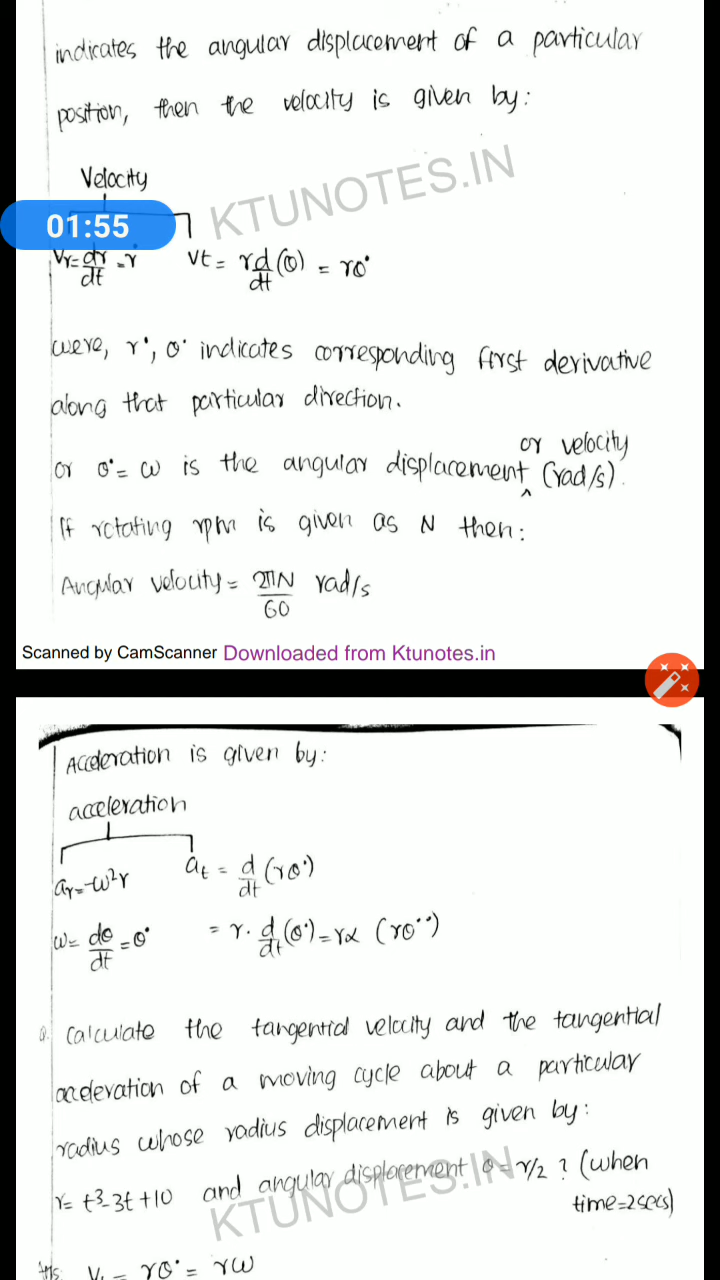 indicates the angular displacement of a particular
position, then the velocity is given by:
KTUNOTES.IN
Velocity
01:55
Vr = dr/dt = r˙ Vt = r d/dt (θ) = rθ˙
were, r˙, θ˙ indicates corresponding first derivative
along that particular direction.
or velocity
or θ˙ = ω is the angular displacement ^ (rad/s).
If rotating rpm is given as N then:
Angular velocity = 2πN/60 rad/s
Scanned by CamScanner Downloaded from Ktunotes.in
Acceleration is given by:
acceleration
ar = -ω²r at = d/dt (rθ˙)
ω = dθ/dt = θ˙ = r. d/dt (θ˙) = rα (rθ˙˙)
Q. Calculate the tangential velocity and the tangential
acceleration of a moving cycle about a particular
radius whose radius displacement is given by:
r = t³-3t+10 and angular displacement θ = r/2 ? (when
time=2secs)
KTUNOTES.IN
Ans: Vt = rθ˙ = rω